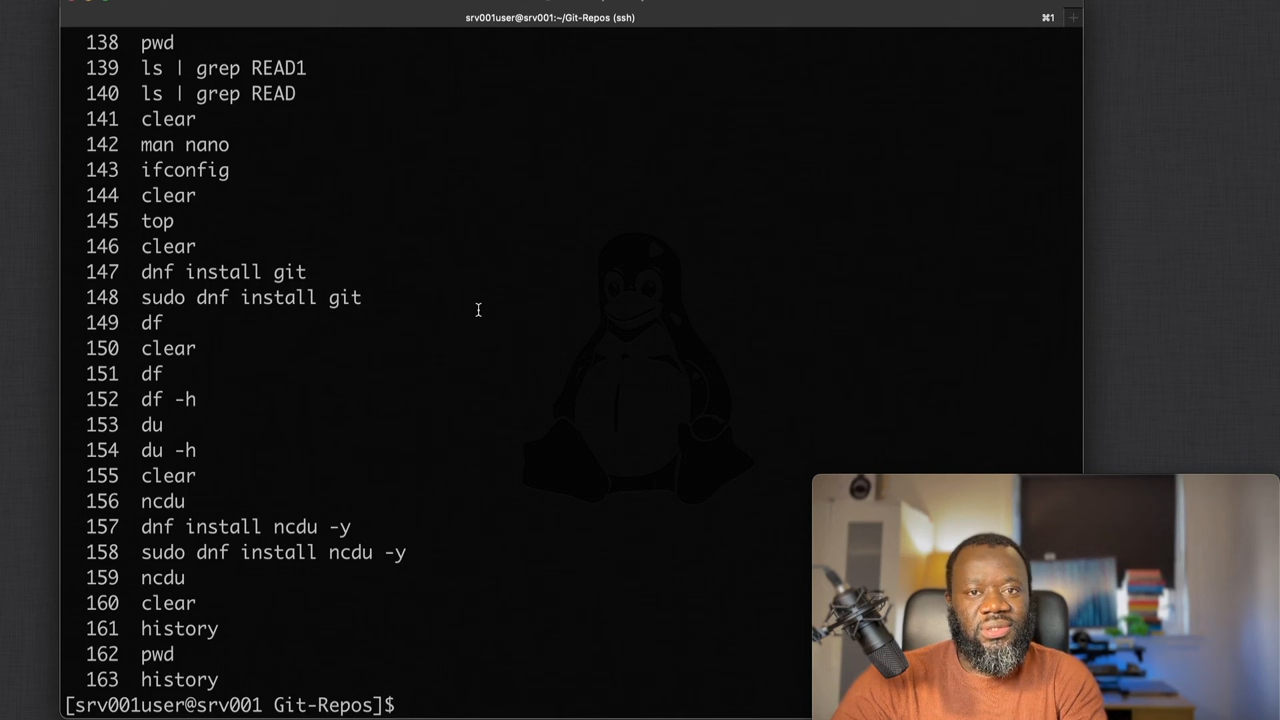 srv001user@srv001:~/Git-Repos (ssh)
⌘1
138 pwd
139 ls | grep READ1
140 ls | grep READ
141 clear
142 man nano
143 ifconfig
144 clear
145 top
146 clear
147 dnf install git
148 sudo dnf install git
149 df
150 clear
151 df
152 df -h
153 du
154 du -h
155 clear
156 ncdu
157 dnf install ncdu -y
158 sudo dnf install ncdu -y
159 ncdu
160 clear
161 history
162 pwd
163 history
[srv001user@srv001 Git-Repos]$